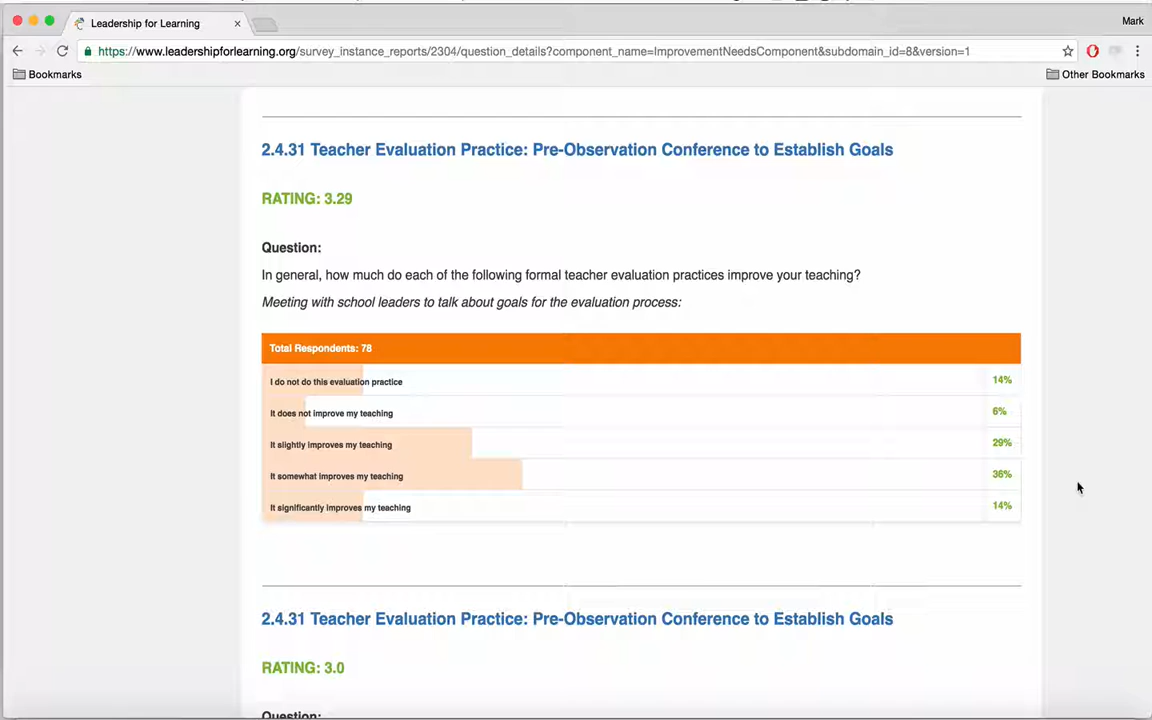 Leadership for Learning
Mark
https://www.leadershipforlearning.org/survey_instance_reports/2304/question_details?component_name=ImprovementNeedsComponent&subdomain_id=8&version=1
Bookmarks
Other Bookmarks
2.4.31 Teacher Evaluation Practice: Pre-Observation Conference to Establish Goals
RATING: 3.29
Question:
In general, how much do each of the following formal teacher evaluation practices improve your teaching?
Meeting with school leaders to talk about goals for the evaluation process:
Total Respondents: 78
I do not do this evaluation practice 14%
It does not improve my teaching 6%
It slightly improves my teaching 29%
It somewhat improves my teaching 36%
It significantly improves my teaching 14%
2.4.31 Teacher Evaluation Practice: Pre-Observation Conference to Establish Goals
RATING: 3.0
Question: